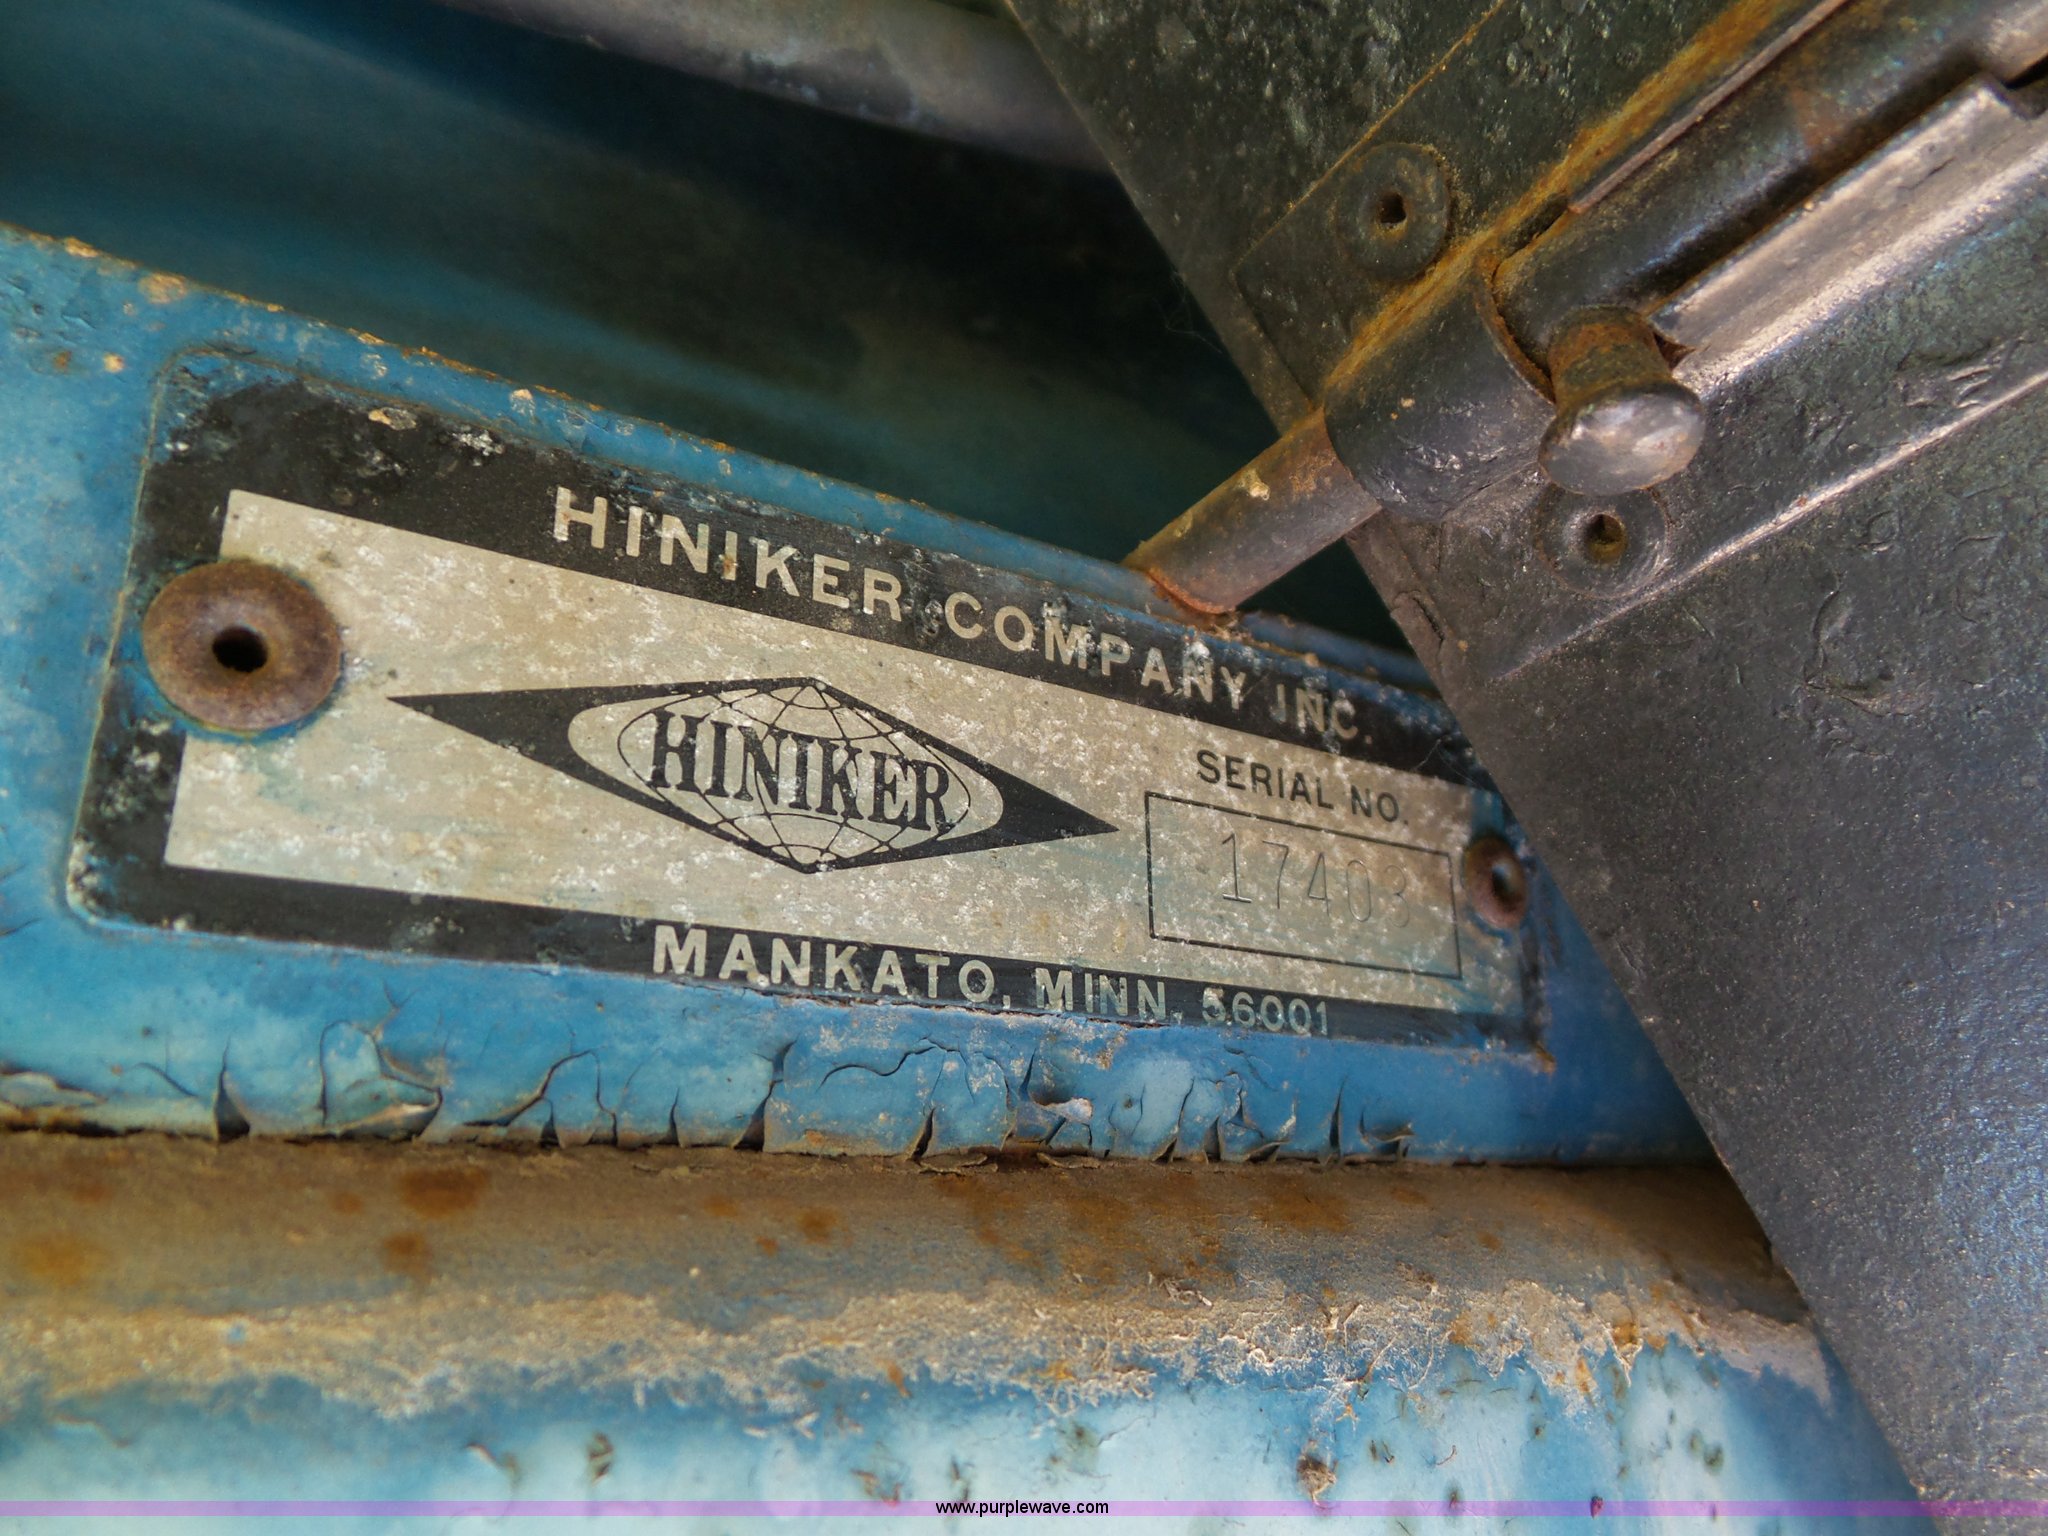 HINIKER COMPANY INC.
HINIKER
SERIAL NO.
17403
MANKATO, MINN. 56001
www.purplewave.com